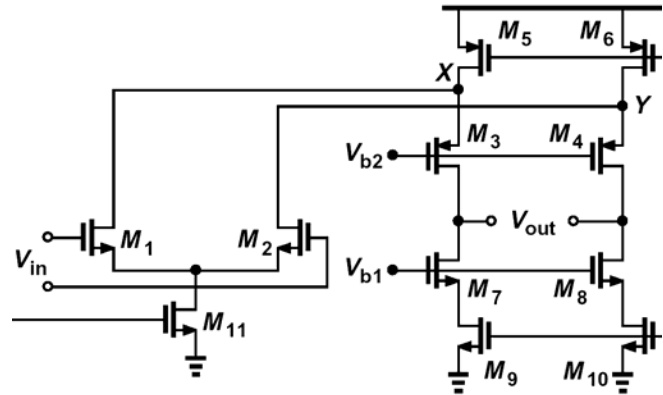 M5 M6
X Y
M3 M4
Vb2
Vin M1 M2 Vout
Vb1
M7 M8
M11
M9 M10